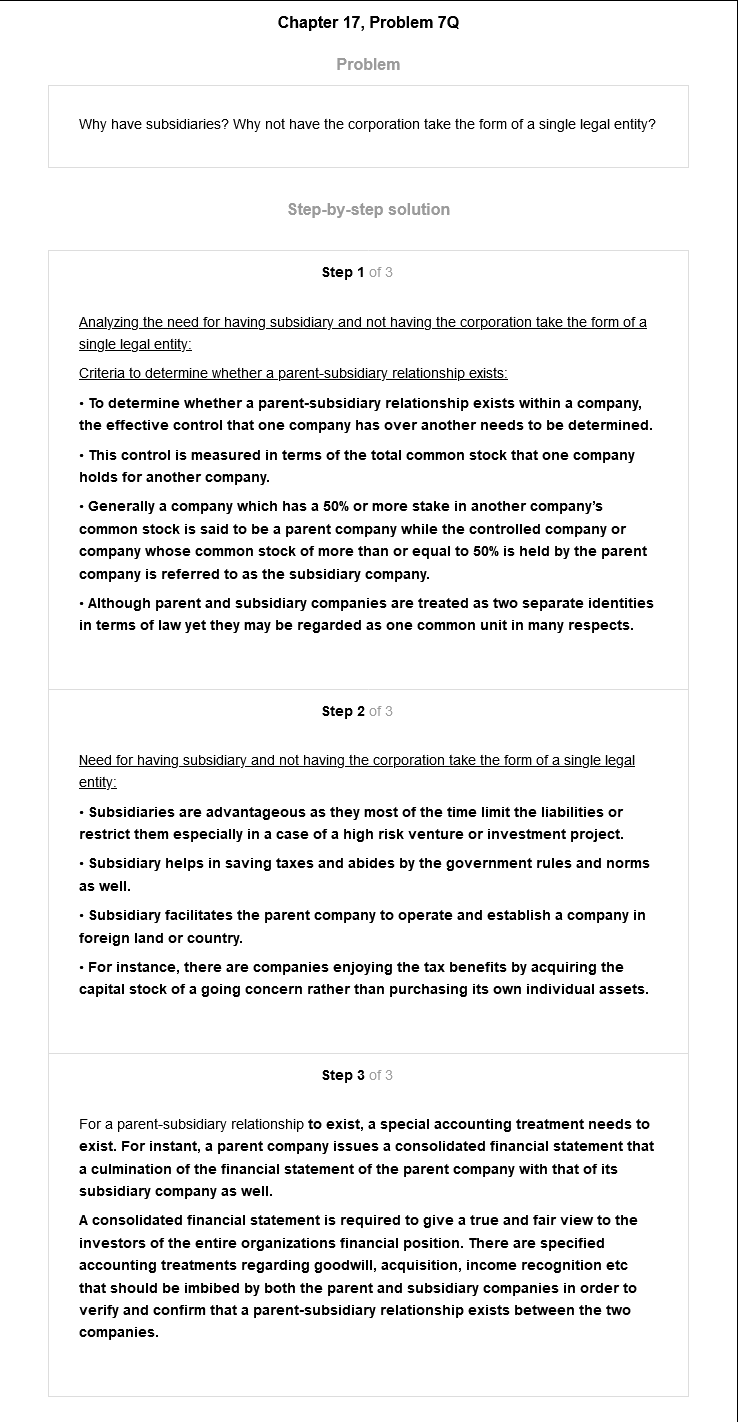 Chapter 17, Problem 7Q
Problem
Why have subsidiaries? Why not have the corporation take the form of a single legal entity?
Step-by-step solution
Step 1 of 3
Analyzing the need for having subsidiary and not having the corporation take the form of a
single legal entity:
Criteria to determine whether a parent-subsidiary relationship exists:
• To determine whether a parent-subsidiary relationship exists within a company,
the effective control that one company has over another needs to be determined.
• This control is measured in terms of the total common stock that one company
holds for another company.
• Generally a company which has a 50% or more stake in another company’s
common stock is said to be a parent company while the controlled company or
company whose common stock of more than or equal to 50% is held by the parent
company is referred to as the subsidiary company.
• Although parent and subsidiary companies are treated as two separate identities
in terms of law yet they may be regarded as one common unit in many respects.
Step 2 of 3
Need for having subsidiary and not having the corporation take the form of a single legal
entity:
• Subsidiaries are advantageous as they most of the time limit the liabilities or
restrict them especially in a case of a high risk venture or investment project.
• Subsidiary helps in saving taxes and abides by the government rules and norms
as well.
• Subsidiary facilitates the parent company to operate and establish a company in
foreign land or country.
• For instance, there are companies enjoying the tax benefits by acquiring the
capital stock of a going concern rather than purchasing its own individual assets.
Step 3 of 3
For a parent-subsidiary relationship to exist, a special accounting treatment needs to
exist. For instant, a parent company issues a consolidated financial statement that
a culmination of the financial statement of the parent company with that of its
subsidiary company as well.
A consolidated financial statement is required to give a true and fair view to the
investors of the entire organizations financial position. There are specified
accounting treatments regarding goodwill, acquisition, income recognition etc
that should be imbibed by both the parent and subsidiary companies in order to
verify and confirm that a parent-subsidiary relationship exists between the two
companies.